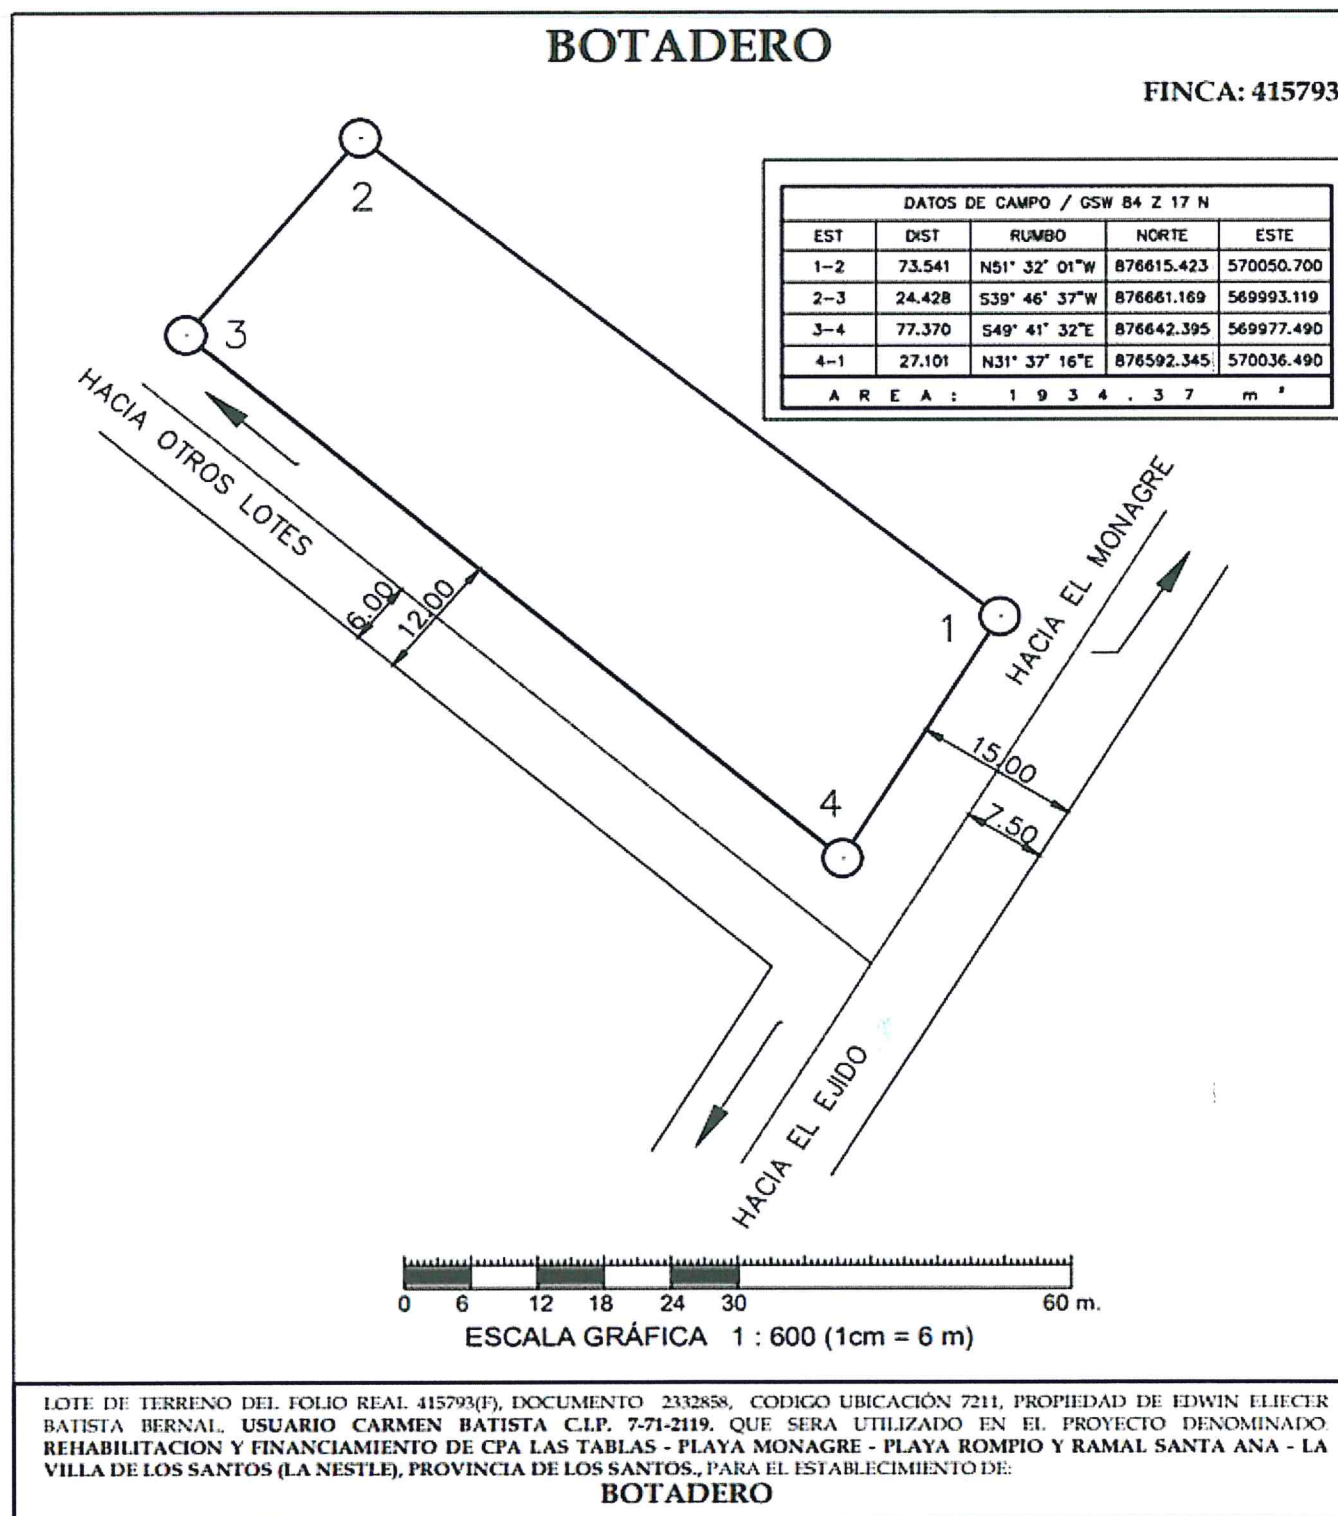 BOTADERO
FINCA: 415793
DATOS DE CAMPO / GSW 84 Z 17 N
EST DIST RUMBO NORTE ESTE
1-2 73.541 N51° 32' 01"W 876615.423 570050.700
2-3 24.428 S39° 46' 37"W 876661.169 569993.119
3-4 77.370 S49° 41' 32"E 876642.395 569977.490
4-1 27.101 N31° 37' 16"E 876592.345 570036.490
A R E A : 1 9 3 4 . 3 7 m ²
2
3
1
4
HACIA OTROS LOTES
HACIA EL MONAGRE
6.00
12.00
15.00
7.50
HACIA EL EJIDO
0 6 12 18 24 30 60 m.
ESCALA GRÁFICA 1 : 600 (1cm = 6 m)
LOTE DE TERRENO DEL FOLIO REAL 415793(F), DOCUMENTO 2332858, CODIGO UBICACIÓN 7211, PROPIEDAD DE EDWIN ELIECER
BATISTA BERNAL, USUARIO CARMEN BATISTA C.I.P. 7-71-2119, QUE SERA UTILIZADO EN EL PROYECTO DENOMINADO
REHABILITACION Y FINANCIAMIENTO DE CPA LAS TABLAS - PLAYA MONAGRE - PLAYA ROMPIO Y RAMAL SANTA ANA - LA
VILLA DE LOS SANTOS (LA NESTLE), PROVINCIA DE LOS SANTOS., PARA EL ESTABLECIMIENTO DE:
BOTADERO